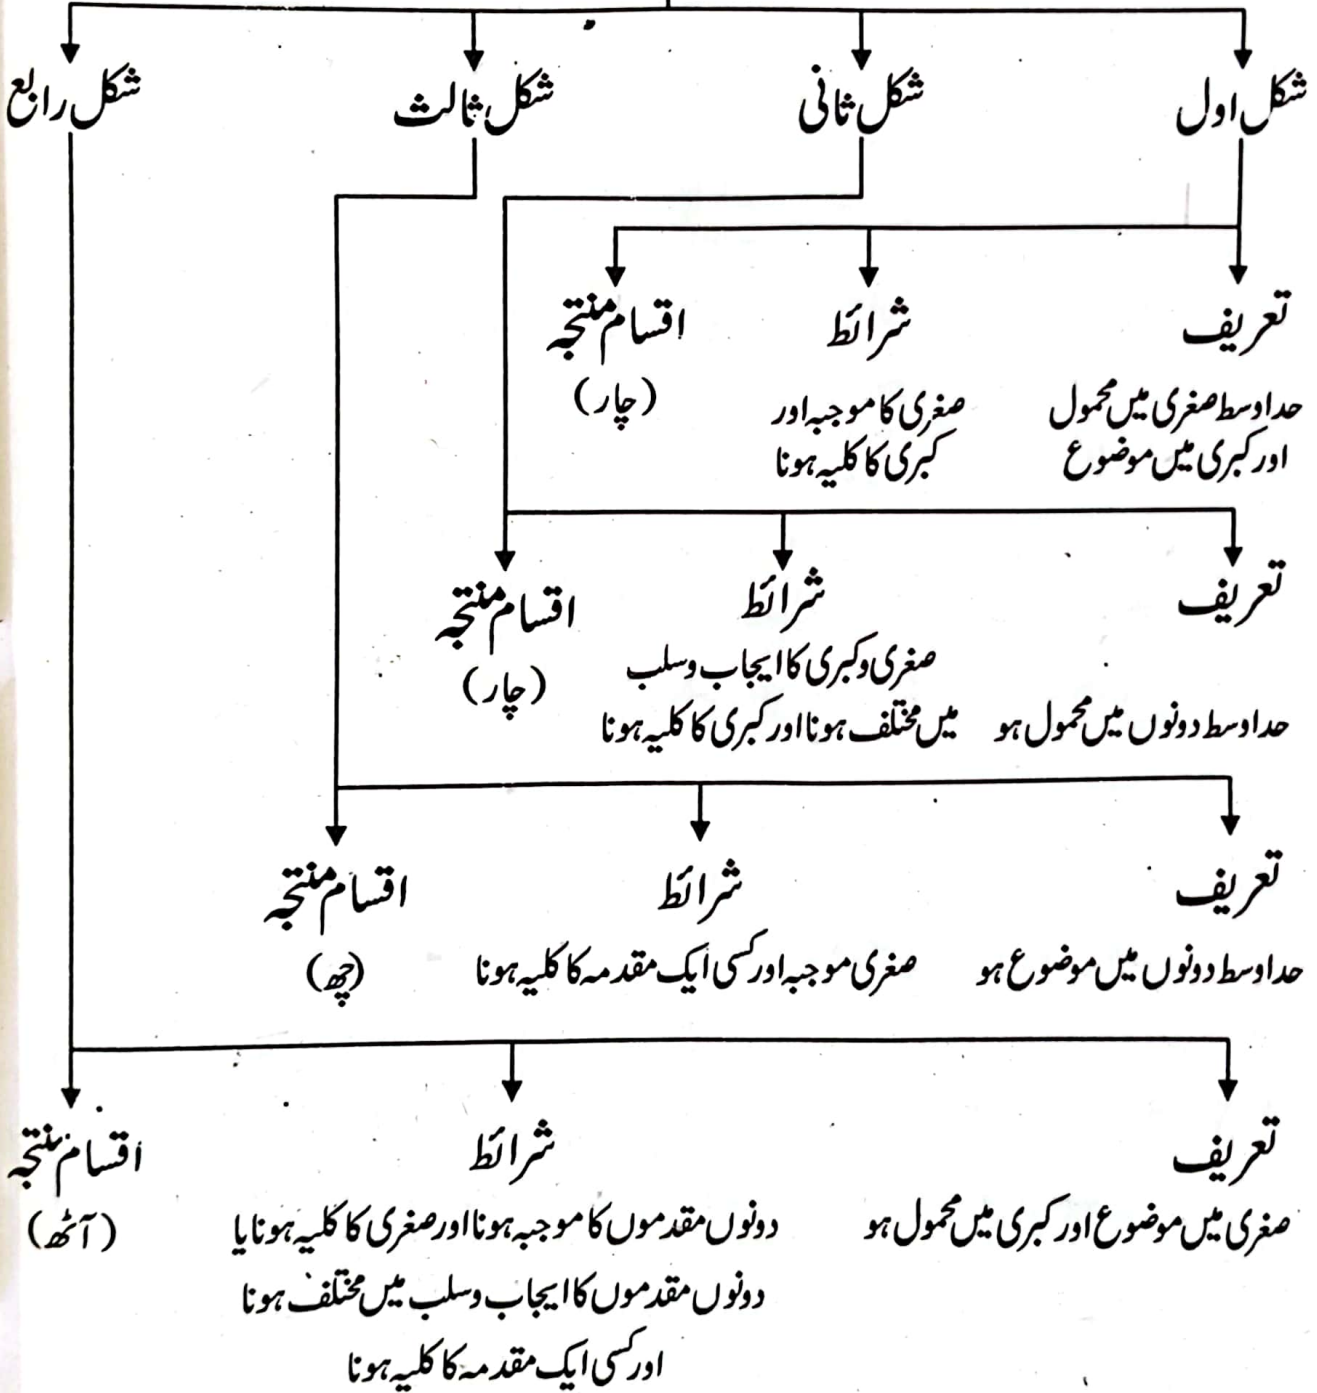 شکل اول
شکل ثانی
شکل ثالث
شکل رابع
تعریف
حد اوسط صغری میں محمول
اور کبری میں موضوع
شرائط
صغری کا موجبہ اور
کبری کا کلیہ ہونا
اقسام منتجہ
(چار)
تعریف
حد اوسط دونوں میں محمول ہو
شرائط
صغری و کبری کا ایجاب و سلب
میں مختلف ہونا اور کبری کا کلیہ ہونا
اقسام منتجہ
(چار)
تعریف
حد اوسط دونوں میں موضوع ہو
شرائط
صغری موجبہ اور کسی ایک مقدمہ کا کلیہ ہونا
اقسام منتجہ
(چھ)
تعریف
صغری میں موضوع اور کبری میں محمول ہو
شرائط
دونوں مقدموں کا موجبہ ہونا اور صغری کا کلیہ ہونا یا
دونوں مقدموں کا ایجاب و سلب میں مختلف ہونا
اور کسی ایک مقدمہ کا کلیہ ہونا
اقسام منتجہ
(آٹھ)